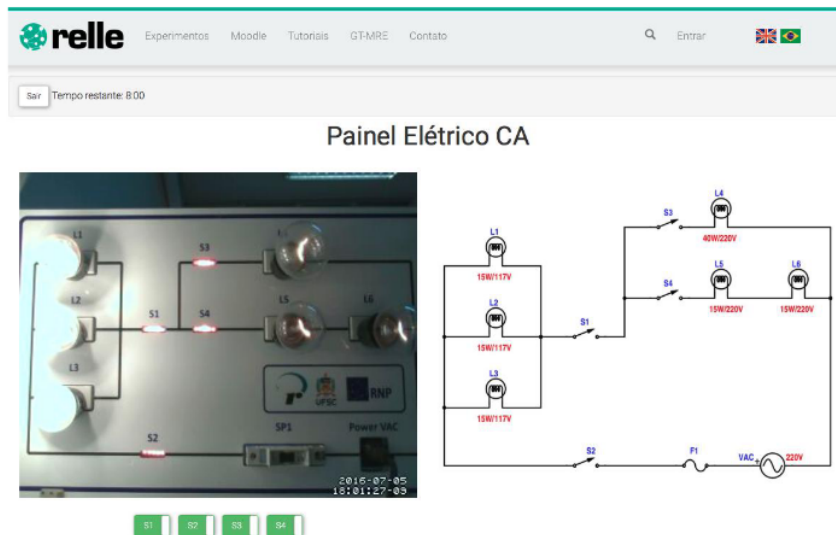 relle Experimentos Moodle Tutoriais GT-MRE Contato Entrar
Sair Tempo restante: 8:00
Painel Elétrico CA
L1
S3
L2
S1 S4 L5 L6
L3
UFSC RNP
S2 SP1 Power VAC
2016-07-05
18:01:27-03
S1 S2 S3 S4
L4
S3
40W/220V
L1
15W/117V
S4 L5 L6
15W/220V 15W/220V
L2
S1
15W/117V
L3
15W/117V
S2 F1 VAC + 220V